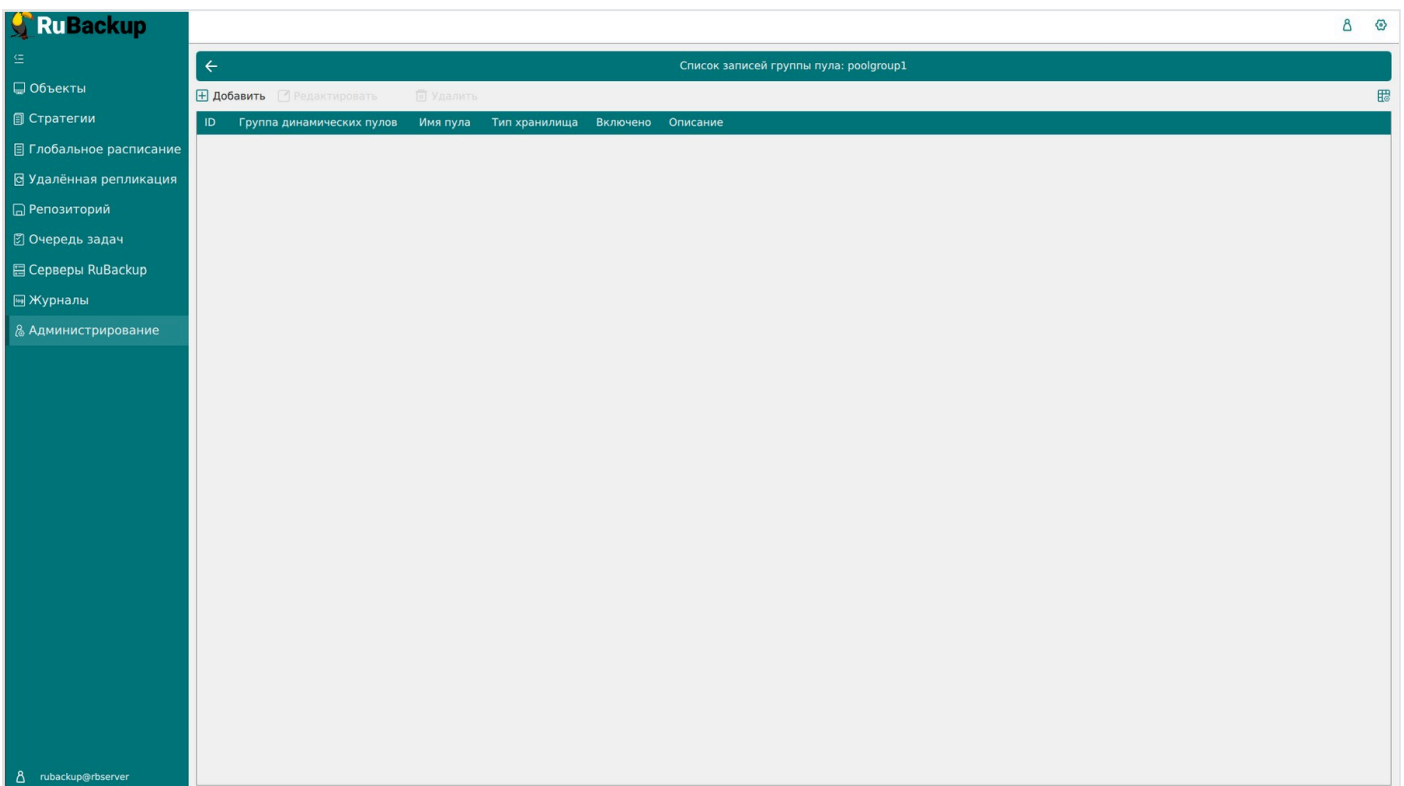 RuBackup
Список записей группы пула: poolgroup1
Добавить Редактировать Удалить
ID Группа динамических пулов Имя пула Тип хранилища Включено Описание
Объекты
Стратегии
Глобальное расписание
Удалённая репликация
Репозиторий
Очередь задач
Серверы RuBackup
Журналы
Администрирование
rubackup@rbserver